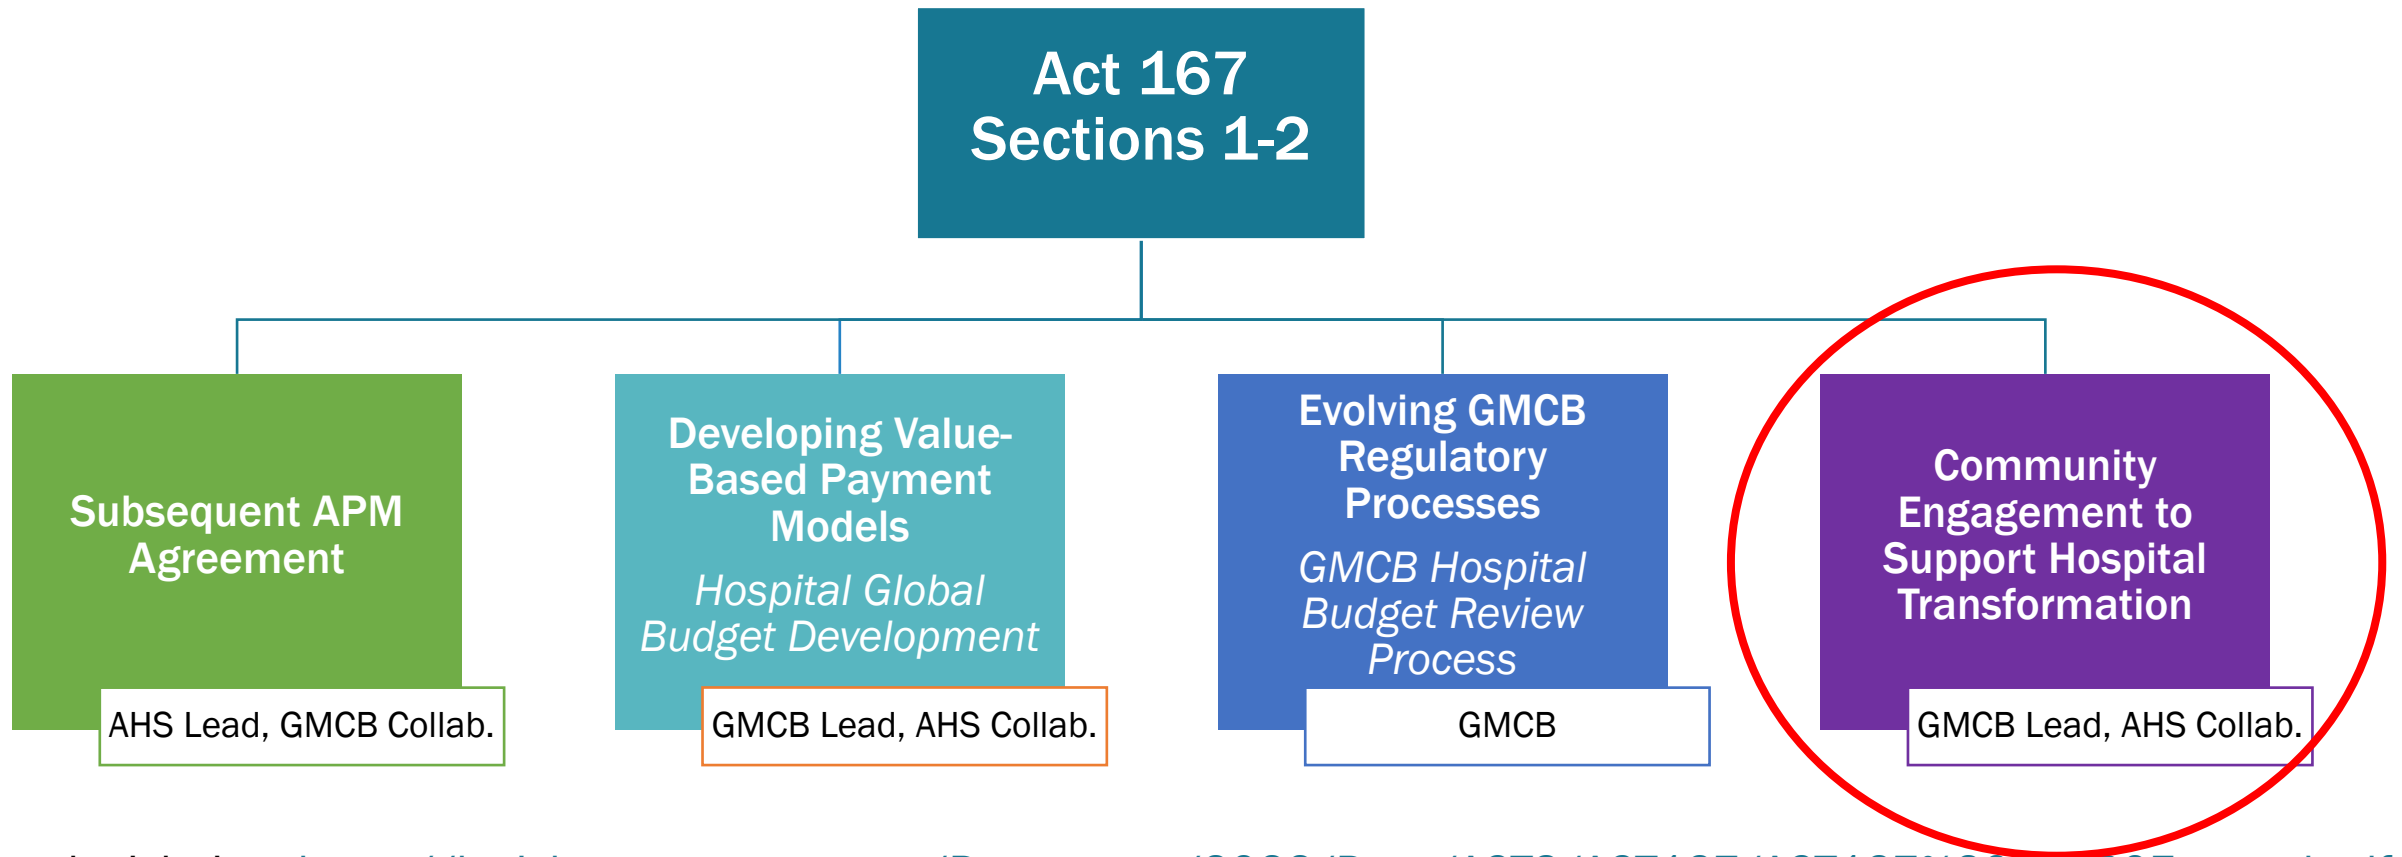 Act 167
Sections 1-2
Subsequent APM
Agreement
AHS Lead, GMCB Collab.
Developing Value-
Based Payment
Models
Hospital Global
Budget Development
GMCB Lead, AHS Collab.
Evolving GMCB
Regulatory
Processes
GMCB Hospital
Budget Review
Process
GMCB
Community
Engagement to
Support Hospital
Transformation
GMCB Lead, AHS Collab.